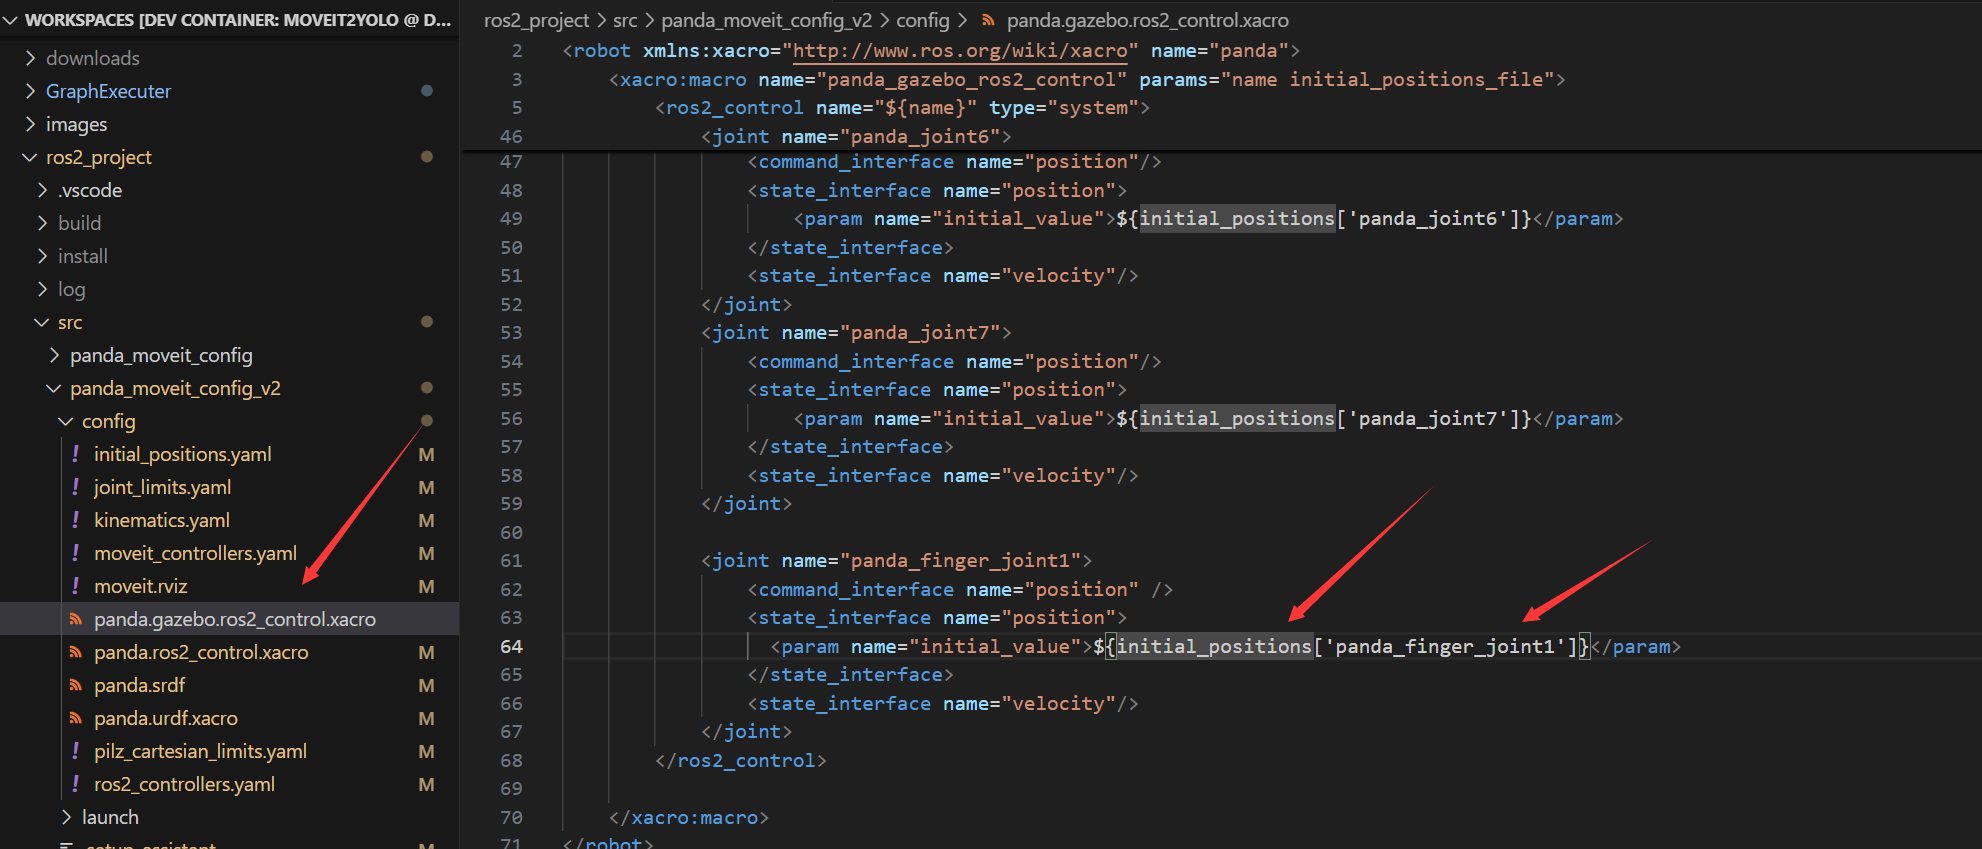 WORKSPACES [DEV CONTAINER: MOVEIT2YOLO @ D...
downloads
GraphExecuter
images
ros2_project
.vscode
build
install
log
src
panda_moveit_config
panda_moveit_config_v2
config
! initial_positions.yaml M
! joint_limits.yaml M
! kinematics.yaml M
! moveit_controllers.yaml M
! moveit.rviz M
panda.gazebo.ros2_control.xacro
panda.ros2_control.xacro M
panda.srdf M
panda.urdf.xacro M
! pilz_cartesian_limits.yaml M
! ros2_controllers.yaml M
launch
.setup_assistant M
ros2_project > src > panda_moveit_config_v2 > config > panda.gazebo.ros2_control.xacro
2 <robot xmlns:xacro="http://www.ros.org/wiki/xacro" name="panda">
3 <xacro:macro name="panda_gazebo_ros2_control" params="name initial_positions_file">
5 <ros2_control name="${name}" type="system">
46 <joint name="panda_joint6">
47 <command_interface name="position"/>
48 <state_interface name="position">
49 <param name="initial_value">${initial_positions['panda_joint6']}</param>
50 </state_interface>
51 <state_interface name="velocity"/>
52 </joint>
53 <joint name="panda_joint7">
54 <command_interface name="position"/>
55 <state_interface name="position">
56 <param name="initial_value">${initial_positions['panda_joint7']}</param>
57 </state_interface>
58 <state_interface name="velocity"/>
59 </joint>
60
61 <joint name="panda_finger_joint1">
62 <command_interface name="position" />
63 <state_interface name="position">
64 <param name="initial_value">${initial_positions['panda_finger_joint1']}</param>
65 </state_interface>
66 <state_interface name="velocity"/>
67 </joint>
68 </ros2_control>
69
70 </xacro:macro>
71 </robot>